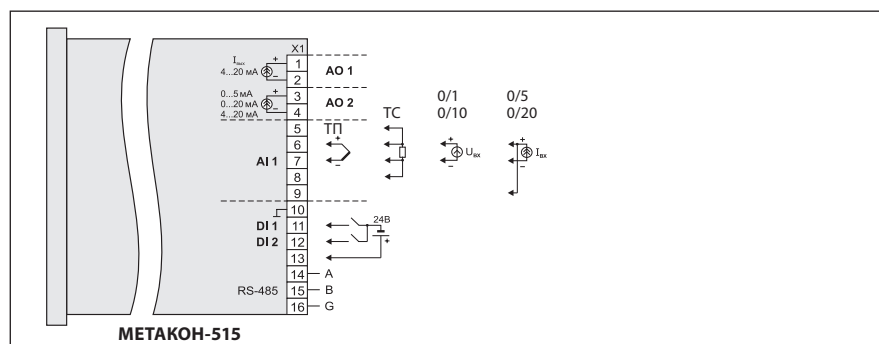 X1
Iвых
4...20 мА
+
1
−
2
АО 1
0...5 мА
0...20 мА
4...20 мА
+
3
−
4
АО 2
5
6
7
8
9
AI 1
ТП
+
−
ТС
0/1
0/10
+
−
Uвх
0/5
0/20
+
−
Iвх
10
DI 1
11
DI 2
12
13
24В
+
14
A
RS-485
15
B
16
G
МЕТАКОН-515